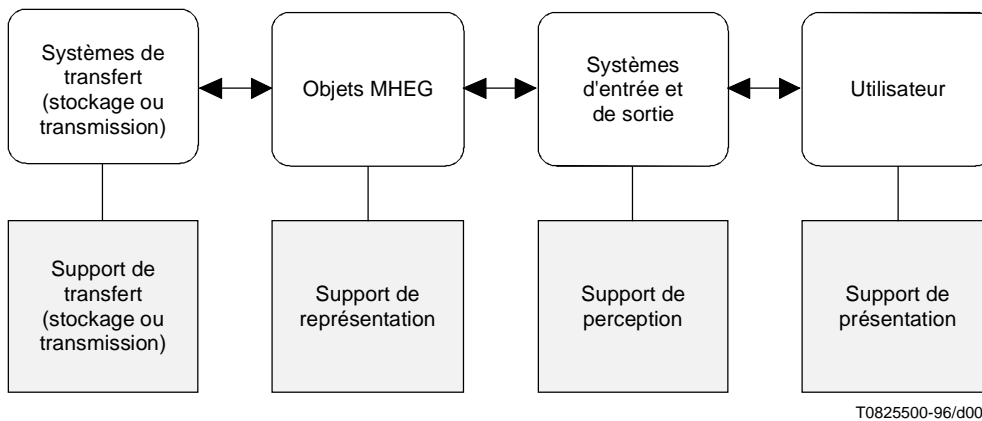 Systèmes de
transfert
(stockage ou
transmission)
Objets MHEG
Systèmes
d'entrée et
de sortie
Utilisateur
Support de
transfert
(stockage ou
transmission)
Support de
représentation
Support de
perception
Support de
présentation
T0825500-96/d00